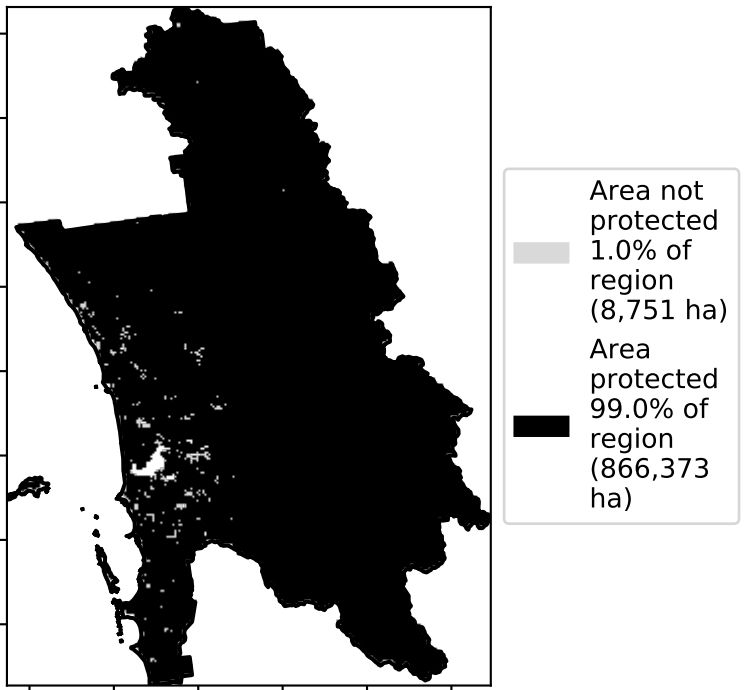 Area not
protected
1.0% of
region
(8,751 ha)
Area
protected
99.0% of
region
(866,373
ha)